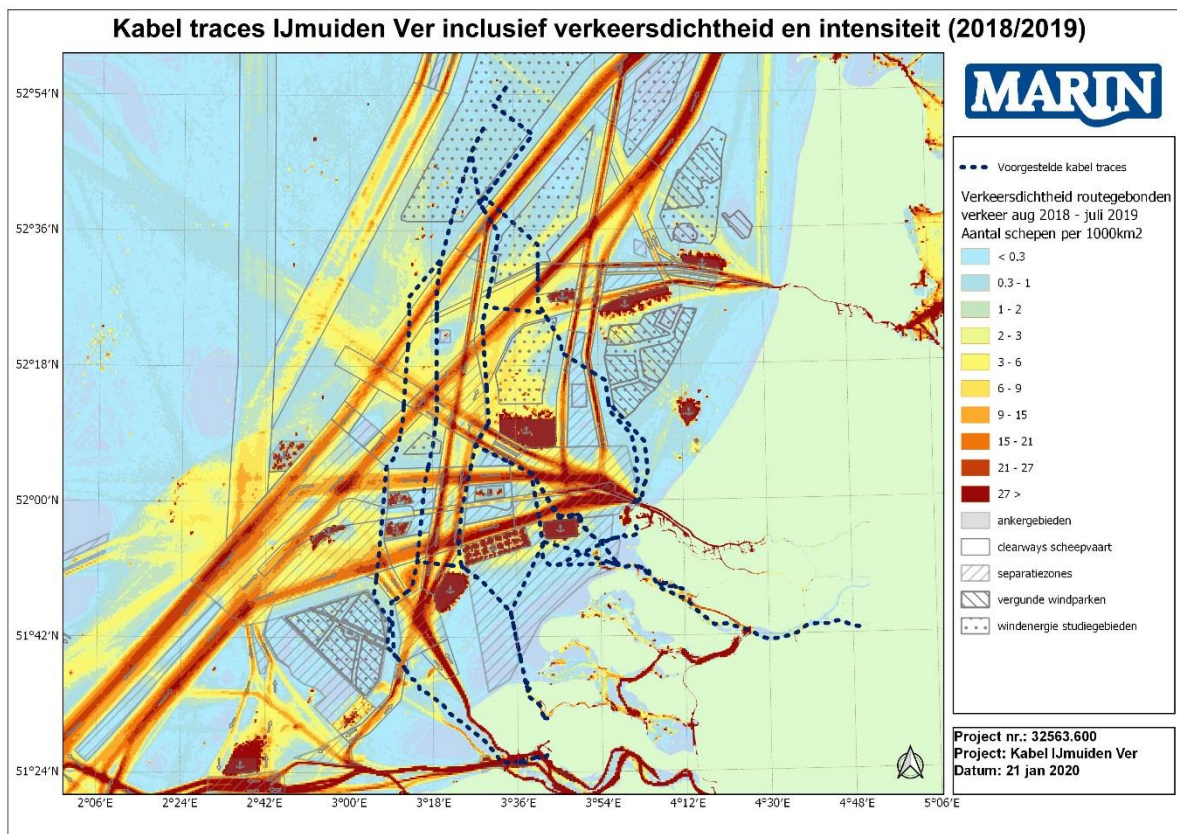 Kabel traces IJmuiden Ver inclusief verkeersdichtheid en intensiteit (2018/2019)
52°54'N
52°36'N
52°18'N
52°00'N
51°42'N
51°24'N
2°06'E
2°24'E
2°42'E
3°00'E
3°18'E
3°36'E
3°54'E
4°12'E
4°30'E
4°48'E
5°06'E
MARIN
Voorgestelde kabel traces
Verkeersdichtheid routegebonden
verkeer aug 2018 - juli 2019
Aantal schepen per 1000km2
< 0.3
0.3 - 1
1 - 2
2 - 3
3 - 6
6 - 9
9 - 15
15 - 21
21 - 27
27 >
ankergebieden
clearways scheepvaart
separatiezones
vergunde windparken
windenergie studiegebieden
Project nr.: 32563.600
Project: Kabel IJmuiden Ver
Datum: 21 jan 2020